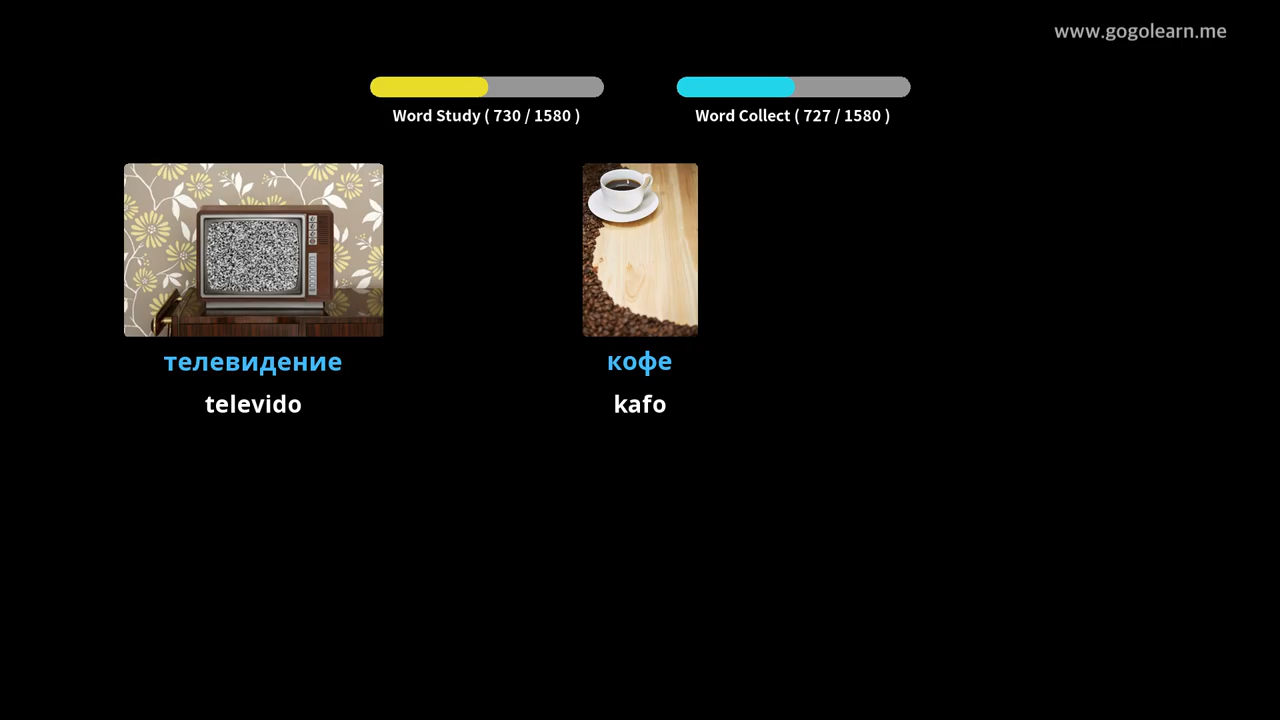 www.gogolearn.me
Word Study ( 730 / 1580 )
Word Collect ( 727 / 1580 )
телевидение
televido
кофе
kafo